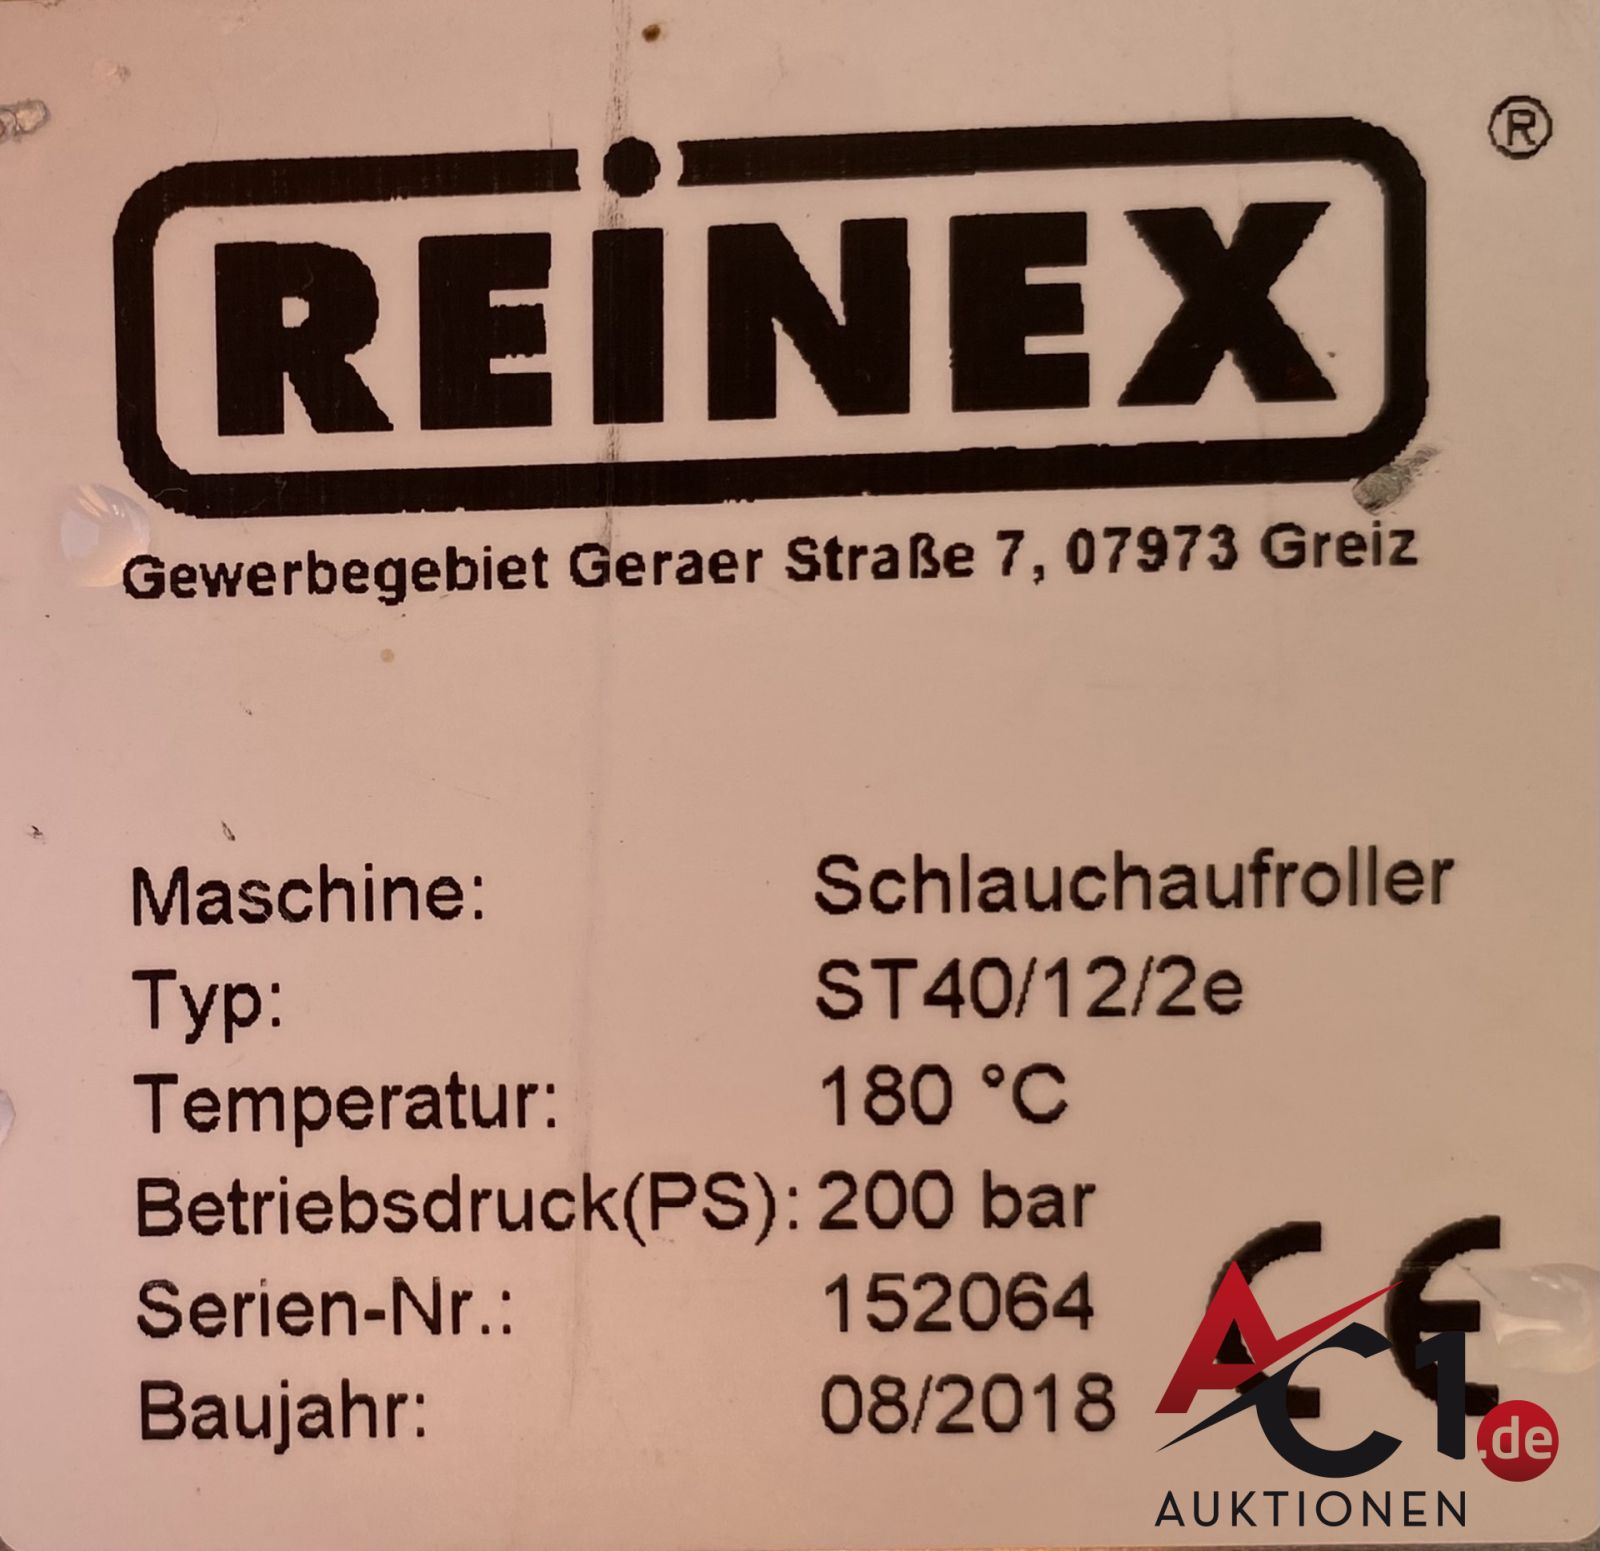 REiNEX ®
Gewerbegebiet Geraer Straße 7, 07973 Greiz
Maschine: Schlauchaufroller
Typ: ST40/12/2e
Temperatur: 180 °C
Betriebsdruck(PS): 200 bar
Serien-Nr.: 152064
Baujahr: 08/2018
CE
AC1.de
AUKTIONEN